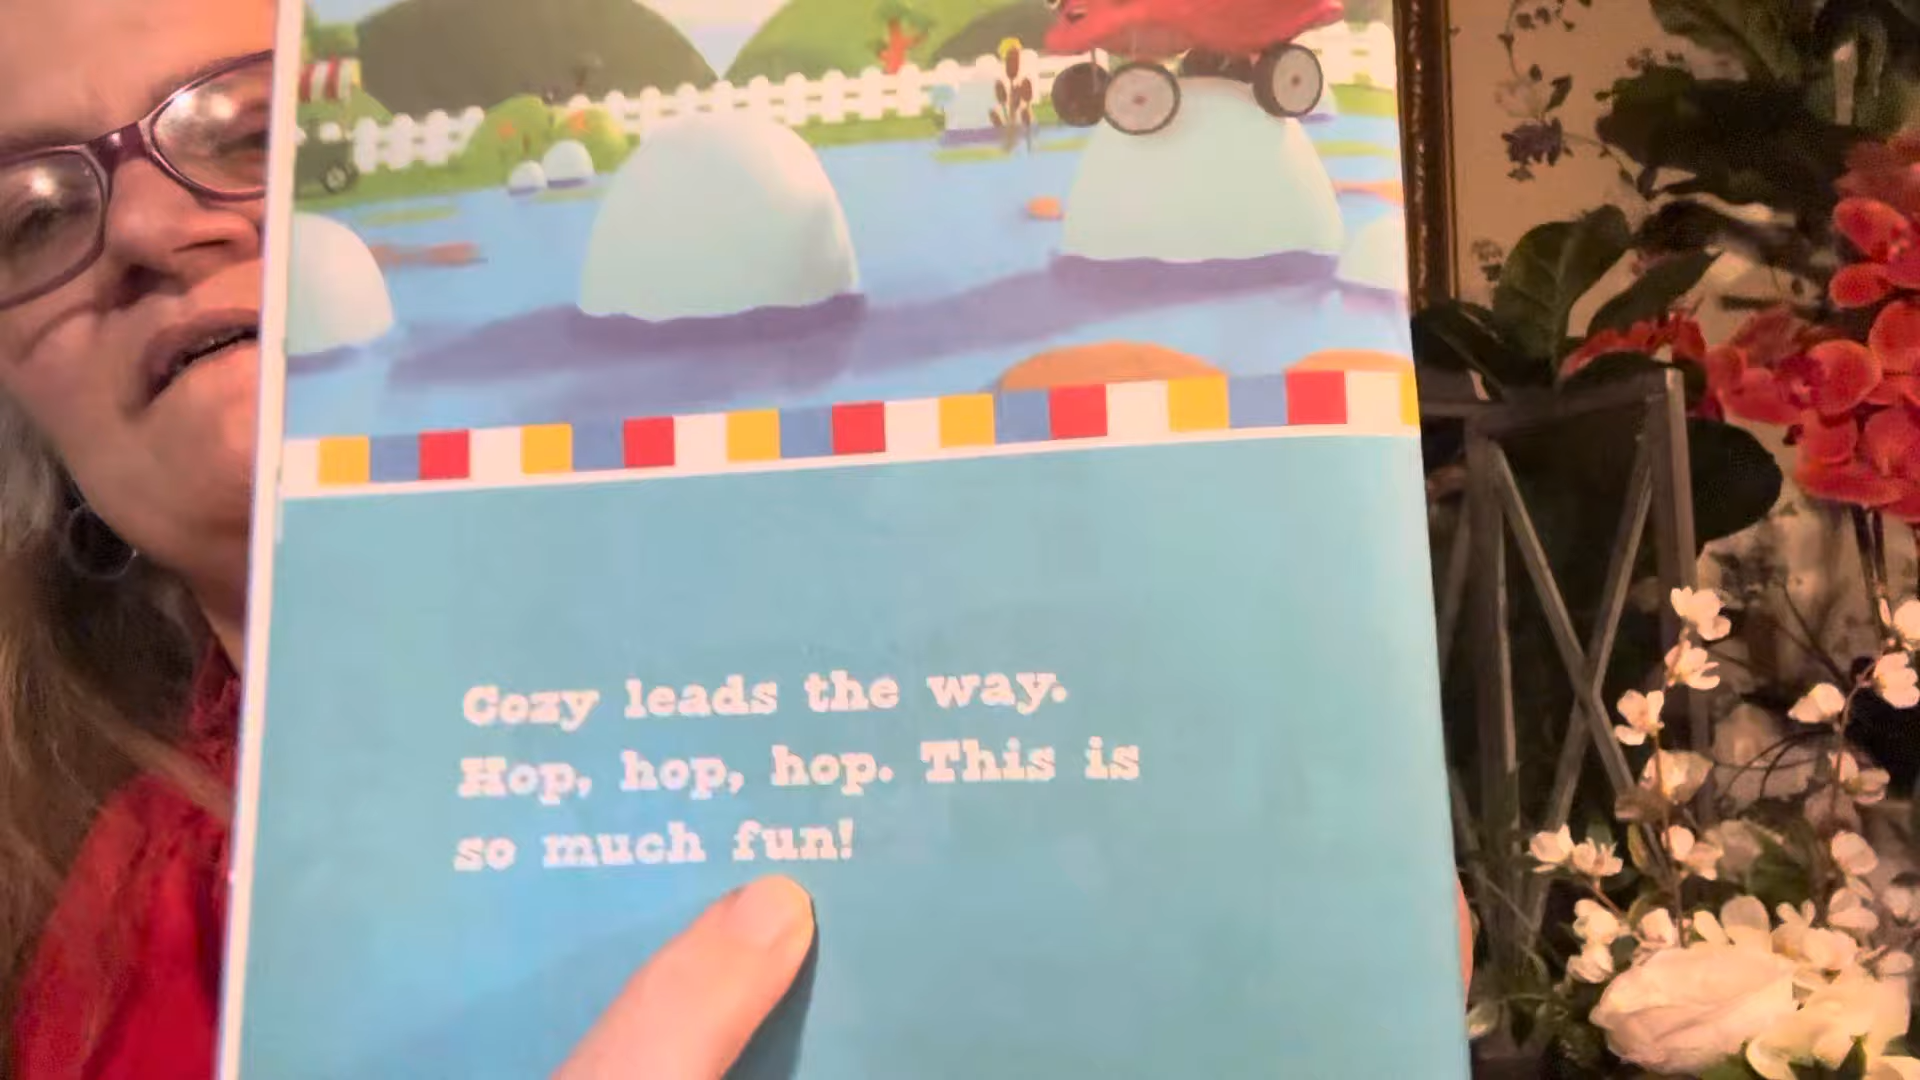 Cozy leads the way.
Hop, hop, hop. This is
so much fun!